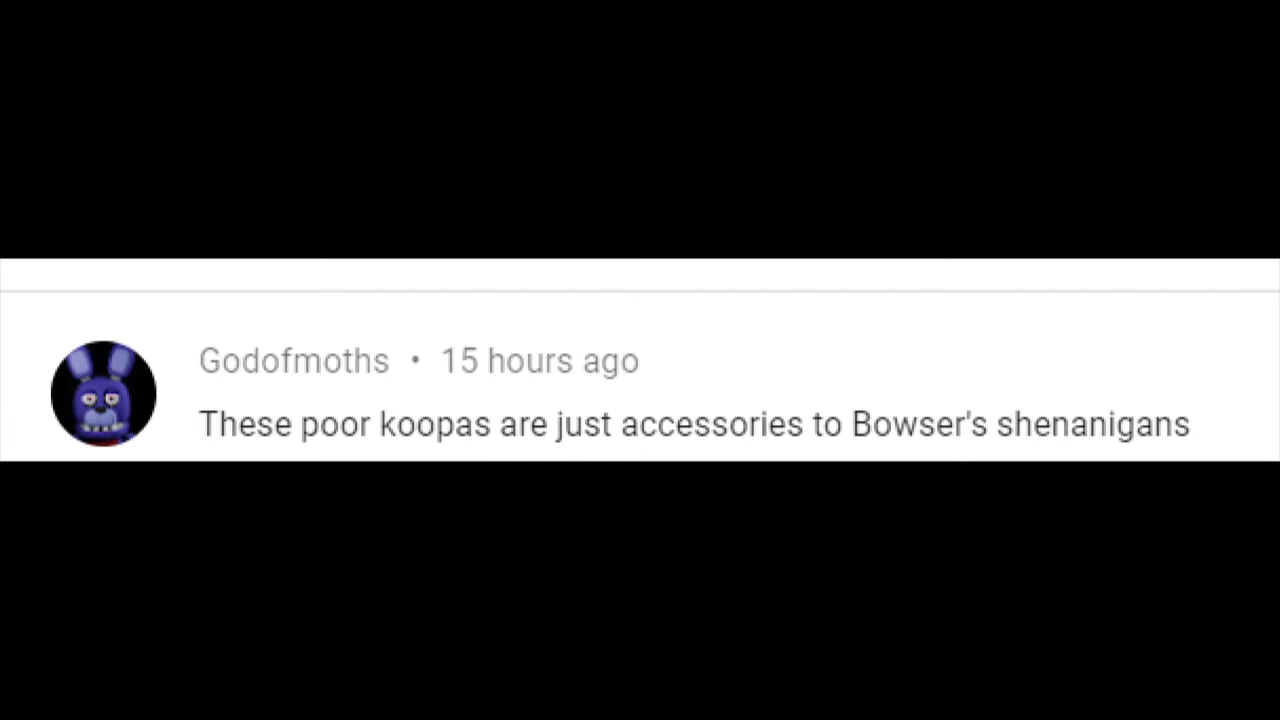 Godofmoths • 15 hours ago
These poor koopas are just accessories to Bowser's shenanigans